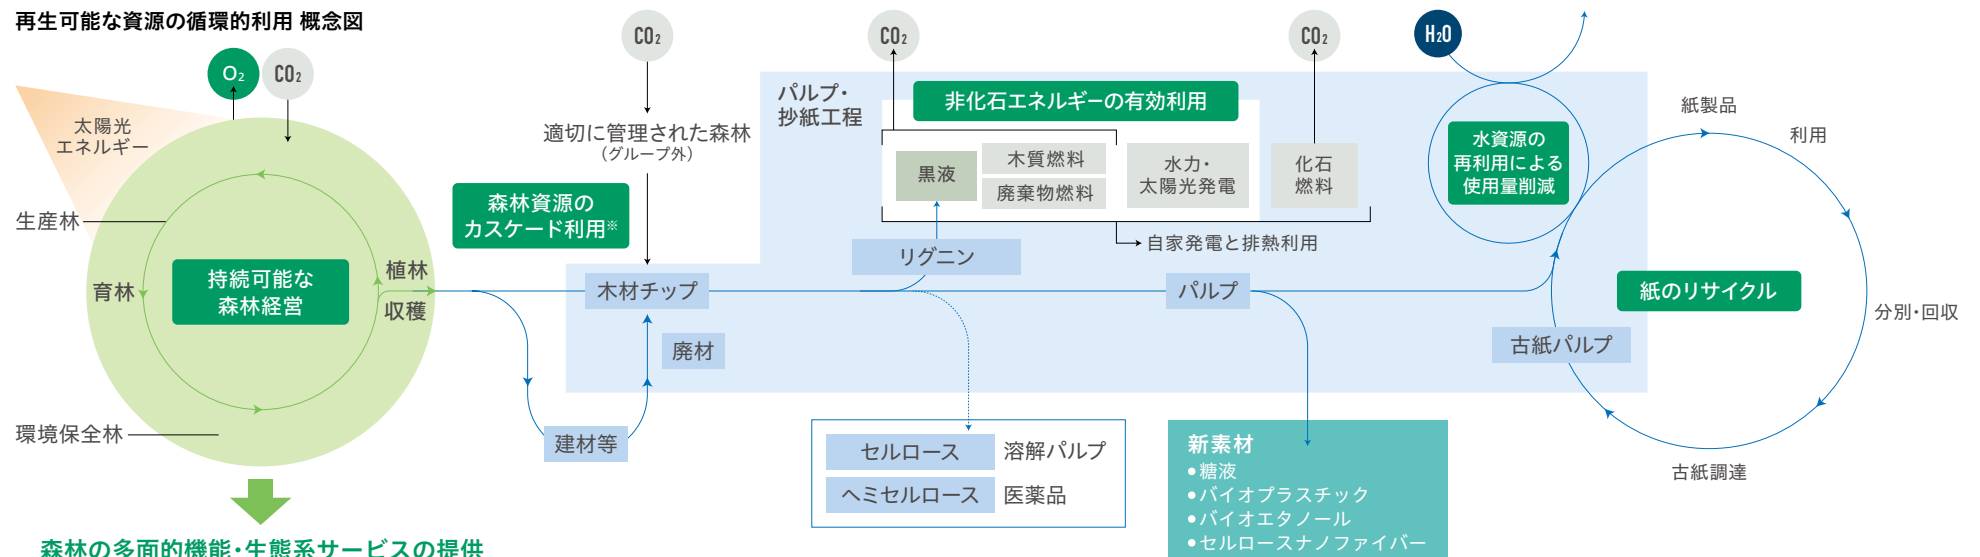 再生可能な資源の循環的利用 概念図
O₂
CO₂
太陽光
エネルギー
生産林
育林
持続可能な
森林経営
植林
収穫
環境保全林
森林の多面的機能・生態系サービスの提供
CO₂
適切に管理された森林
（グループ外）
森林資源の
カスケード利用※
木材チップ
廃材
建材等
パルプ・
抄紙工程
CO₂
非化石エネルギーの有効利用
CO₂
黒液
木質燃料
廃棄物燃料
水力・
太陽光発電
化石
燃料
自家発電と排熱利用
リグニン
パルプ
セルロース
溶解パルプ
ヘミセルロース
医薬品
新素材
●糖液
●バイオプラスチック
●バイオエタノール
●セルロースナノファイバー
H₂O
水資源の
再利用による
使用量削減
紙製品
利用
紙のリサイクル
分別・回収
古紙パルプ
古紙調達